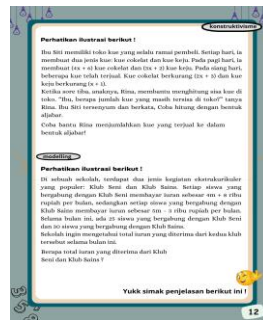 konstruktivisme
Perhatikan ilustrasi berikut !
Ibu Siti memiliki toko kue yang selalu ramai pembeli. Setiap hari, ia
membuat dua jenis kue: kue cokelat dan kue keju. Pada pagi hari, ia
membuat (4x + 6) kue cokelat dan (3x + 2) kue keju. Pada siang hari,
beberapa kue telah terjual. Kue cokelat berkurang (2x + 3) dan kue
keju berkurang (x + 1).
Ketika sore tiba, anaknya, Rina, membantu menghitung sisa kue di
toko. "Ibu, berapa jumlah kue yang masih tersisa di toko?" tanya
Rina. Ibu Siti tersenyum dan berkata, Coba hitung dengan bentuk
aljabar.
Coba bantu Rina menjumlahkan kue yang terjual ke dalam
bentuk aljabar!
modelling
Perhatikan ilustrasi berikut !
Di sebuah sekolah, terdapat dua jenis kegiatan ekstrakurikuler
yang populer: Klub Seni dan Klub Sains. Setiap siswa yang
bergabung dengan Klub Seni membayar iuran sebesar 4m + 6 ribu
rupiah per bulan, sedangkan setiap siswa yang bergabung dengan
Klub Sains membayar iuran sebesar 5m - 3 ribu rupiah per bulan.
Selama bulan ini, ada 25 siswa yang bergabung dengan Klub Seni
dan 20 siswa yang bergabung dengan Klub Sains.
Sekolah ingin mengetahui total iuran yang diterima dari kedua klub
tersebut selama bulan ini.
Berapa total iuran yang diterima dari Klub
Seni dan Klub Sains ?
Yukk simak penjelasan berikut ini !
12